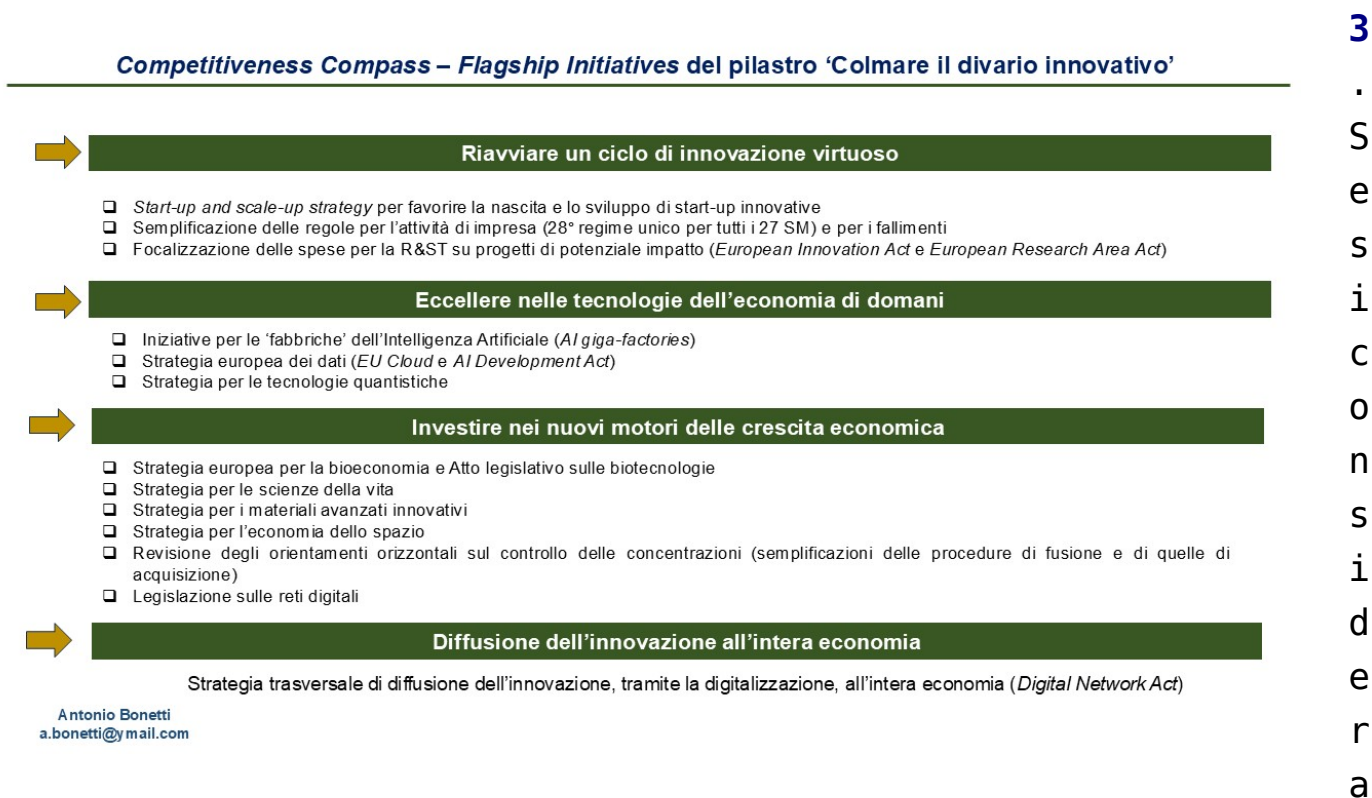 Competitiveness Compass – Flagship Initiatives del pilastro ‘Colmare il divario innovativo’
Riavviare un ciclo di innovazione virtuoso
❑ Start-up and scale-up strategy per favorire la nascita e lo sviluppo di start-up innovative
❑ Semplificazione delle regole per l’attività di impresa (28° regime unico per tutti i 27 SM) e per i fallimenti
❑ Focalizzazione delle spese per la R&ST su progetti di potenziale impatto (European Innovation Act e European Research Area Act)
Eccellere nelle tecnologie dell’economia di domani
❑ Iniziative per le ‘fabbriche’ dell’Intelligenza Artificiale (AI giga-factories)
❑ Strategia europea dei dati (EU Cloud e AI Development Act)
❑ Strategia per le tecnologie quantistiche
Investire nei nuovi motori delle crescita economica
❑ Strategia europea per la bioeconomia e Atto legislativo sulle biotecnologie
❑ Strategia per le scienze della vita
❑ Strategia per i materiali avanzati innovativi
❑ Strategia per l’economia dello spazio
❑ Revisione degli orientamenti orizzontali sul controllo delle concentrazioni (semplificazioni delle procedure di fusione e di quelle di
acquisizione)
❑ Legislazione sulle reti digitali
Diffusione dell’innovazione all’intera economia
Strategia trasversale di diffusione dell’innovazione, tramite la digitalizzazione, all’intera economia (Digital Network Act)
Antonio Bonetti
a.bonetti@ymail.com
3
.
S
e
s
i
c
o
n
s
i
d
e
r
a